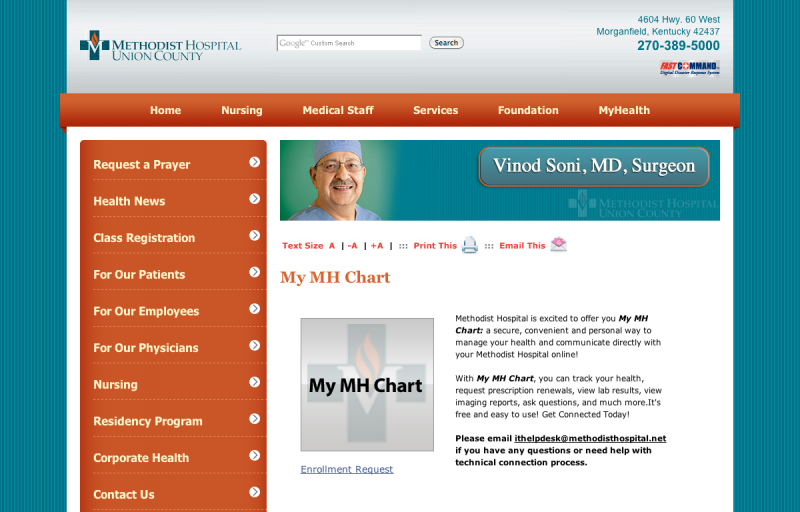 4604 Hwy. 60 West
Morganfield, Kentucky 42437
270-389-5000
METHODIST HOSPITAL
UNION COUNTY
Google™ Custom Search
Search
FAST COMMAND
Digital Disaster Response System
Home
Nursing
Medical Staff
Services
Foundation
MyHealth
Request a Prayer
Health News
Class Registration
For Our Patients
For Our Employees
For Our Physicians
Nursing
Residency Program
Corporate Health
Contact Us
Vinod Soni, MD, Surgeon
METHODIST HOSPITAL
UNION COUNTY
Text Size A | -A | +A | ::: Print This ::: Email This
My MH Chart
My MH Chart
Enrollment Request
Methodist Hospital is excited to offer you My MH
Chart: a secure, convenient and personal way to
manage your health and communicate directly with
your Methodist Hospital online!
With My MH Chart, you can track your health,
request prescription renewals, view lab results, view
imaging reports, ask questions, and much more.It's
free and easy to use! Get Connected Today!
Please email ithelpdesk@methodisthospital.net
if you have any questions or need help with
technical connection process.